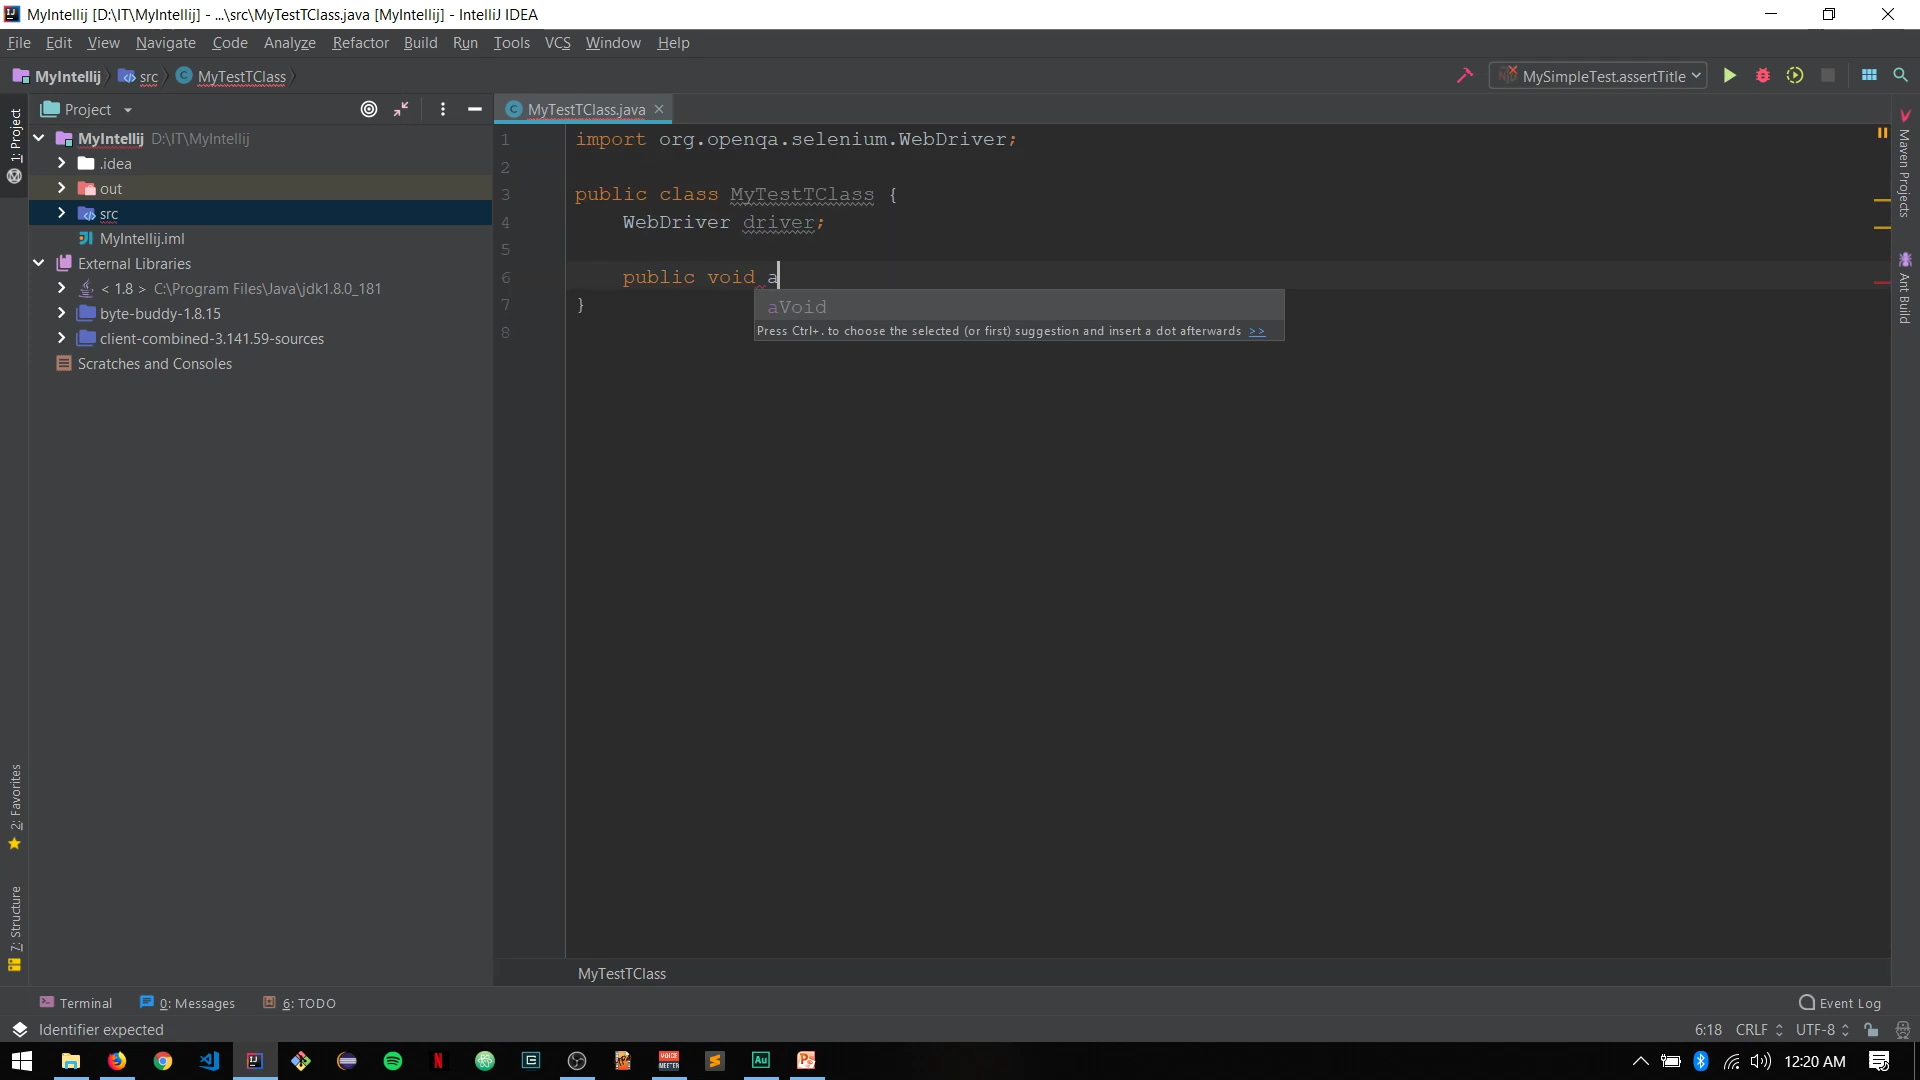 MyIntellij [D:\IT\MyIntellij] - ...\src\MyTestTClass.java [MyIntellij] - IntelliJ IDEA
File Edit View Navigate Code Analyze Refactor Build Run Tools VCS Window Help
MyIntellij src MyTestTClass MySimpleTest.assertTitle
Project MyTestTClass.java
1: Project
MyIntellij D:\IT\MyIntellij
.idea
out
src
MyIntellij.iml
External Libraries
< 1.8 > C:\Program Files\Java\jdk1.8.0_181
byte-buddy-1.8.15
client-combined-3.141.59-sources
Scratches and Consoles
2: Favorites
7: Structure
1 import org.openqa.selenium.WebDriver;
2
3 public class MyTestTClass {
4 WebDriver driver;
5
6 public void a
7 }
8
aVoid
Press Ctrl+. to choose the selected (or first) suggestion and insert a dot afterwards >>
Maven Projects
Ant Build
MyTestTClass
Terminal 0: Messages 6: TODO Event Log
Identifier expected 6:18 CRLF UTF-8
12:20 AM